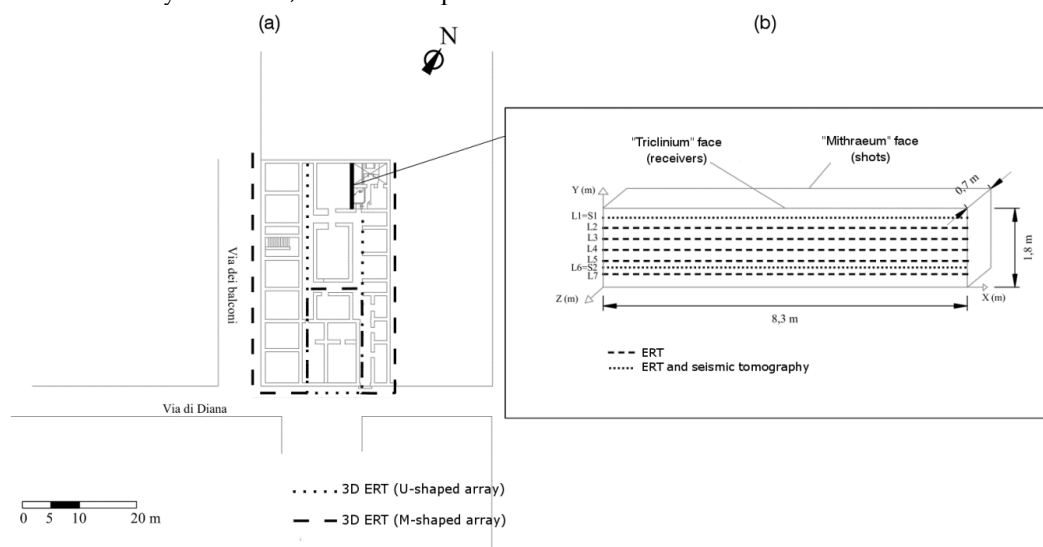 (a)
(b)
N
"Triclinium" face
(receivers)
"Mithraeum" face
(shots)
0,7 m
Y (m)
L1=S1
L2
L3
L4
L5
L6=S2
L7
1,8 m
Z (m)
X (m)
8,3 m
ERT
ERT and seismic tomography
Via dei balconi
Via di Diana
3D ERT (U-shaped array)
3D ERT (M-shaped array)
0 5 10 20 m